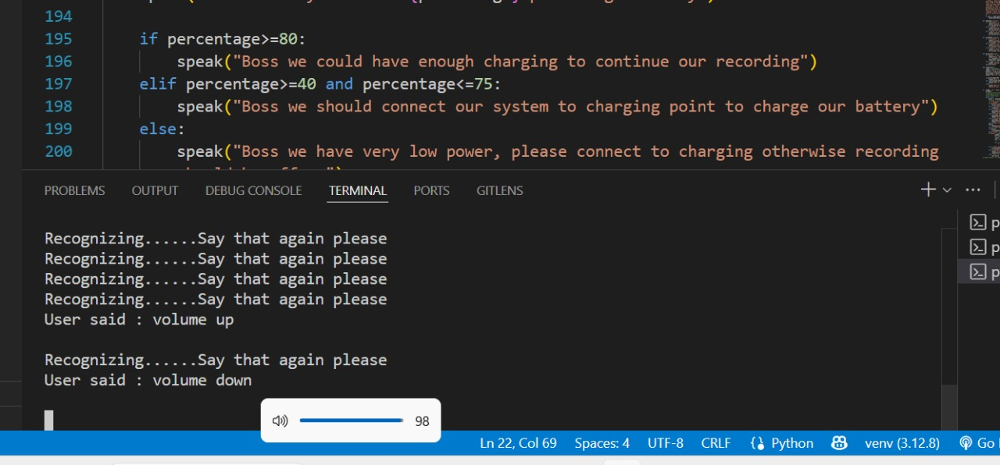 194
195 if percentage>=80:
196 speak("Boss we could have enough charging to continue our recording")
197 elif percentage>=40 and percentage<=75:
198 speak("Boss we should connect our system to charging point to charge our battery")
199 else:
200 speak("Boss we have very low power, please connect to charging otherwise recording
PROBLEMS OUTPUT DEBUG CONSOLE TERMINAL PORTS GITLENS
Recognizing......Say that again please
Recognizing......Say that again please
Recognizing......Say that again please
Recognizing......Say that again please
User said : volume up
Recognizing......Say that again please
User said : volume down
98
Ln 22, Col 69 Spaces: 4 UTF-8 CRLF Python venv (3.12.8) Go